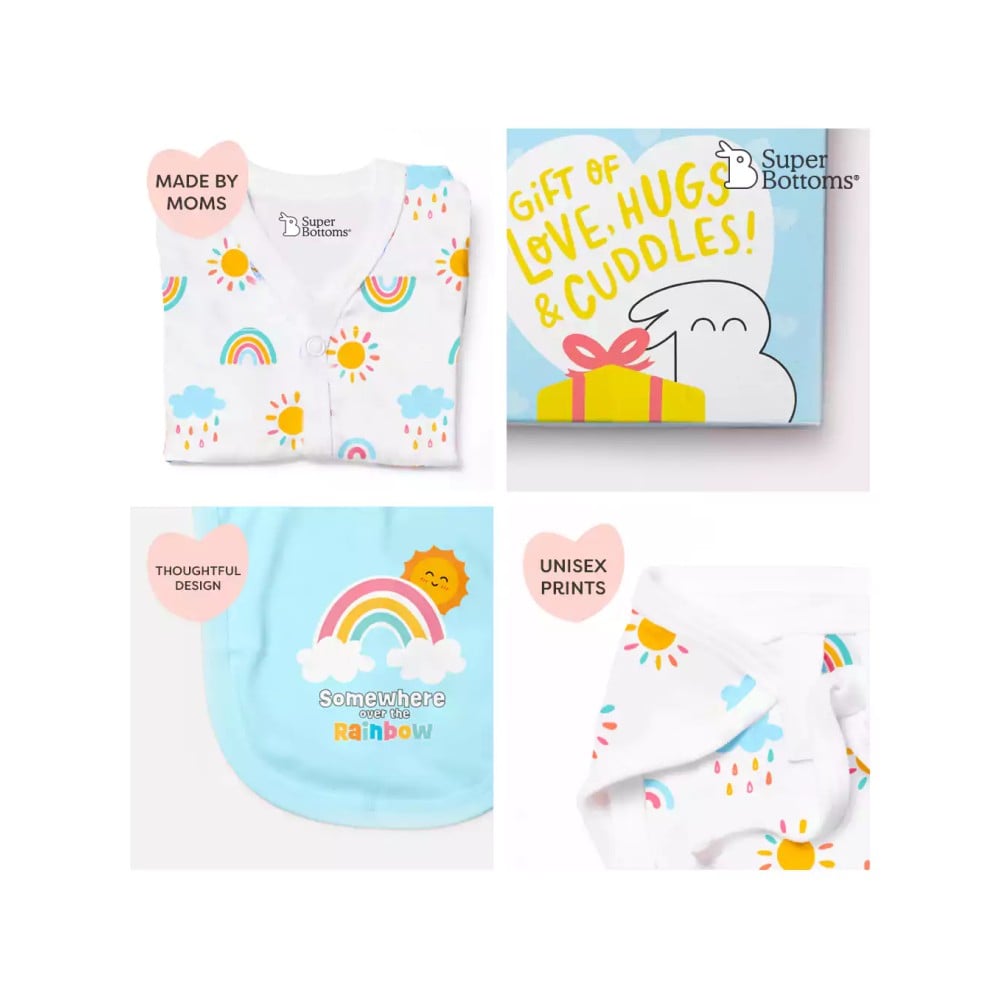 MADE BY
MOMS
Super
Bottoms®
GIFT OF
LOVE, HUGS
& CUDDLES!
Super
Bottoms®
THOUGHTFUL
DESIGN
Somewhere
over the
Rainbow
UNISEX
PRINTS